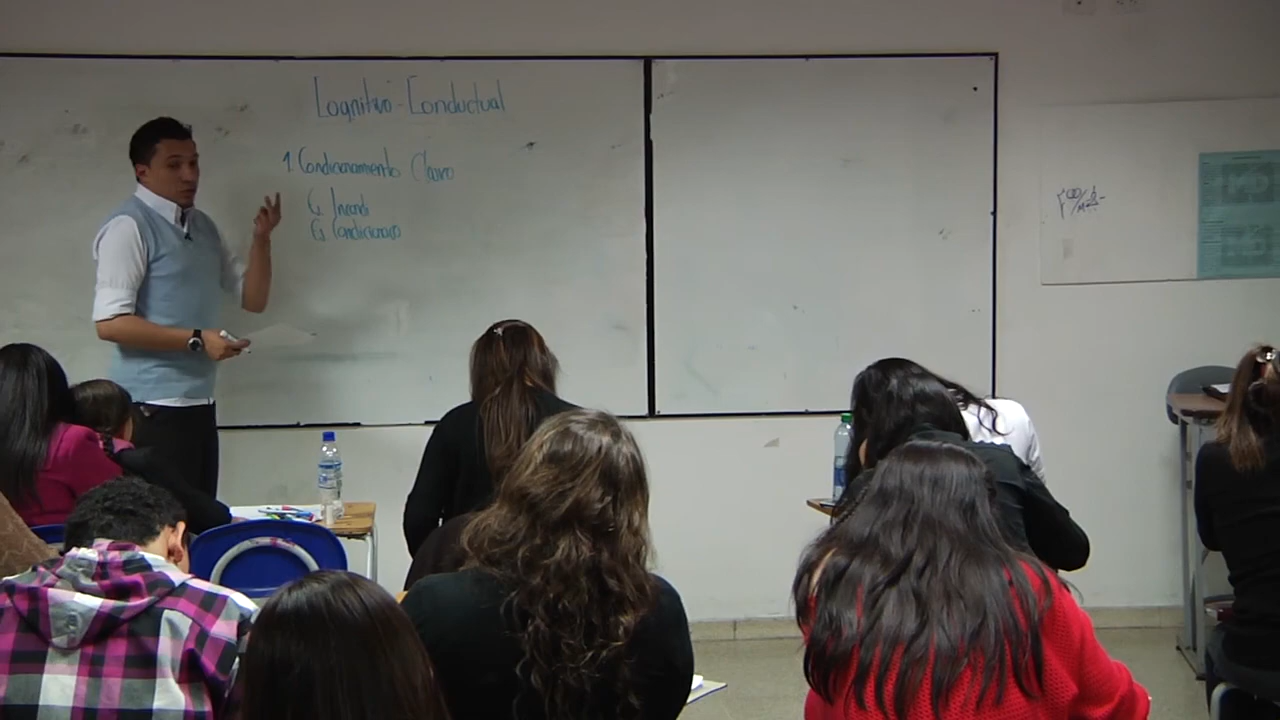 Cognitivo-Conductual
1. Condicionamiento Clasico
E. Incondi
E. Condicionado